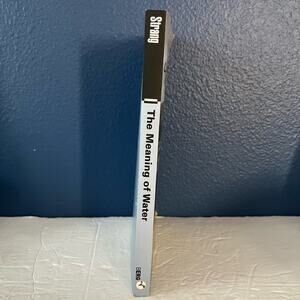 Strang
The Meaning of Water
BERG